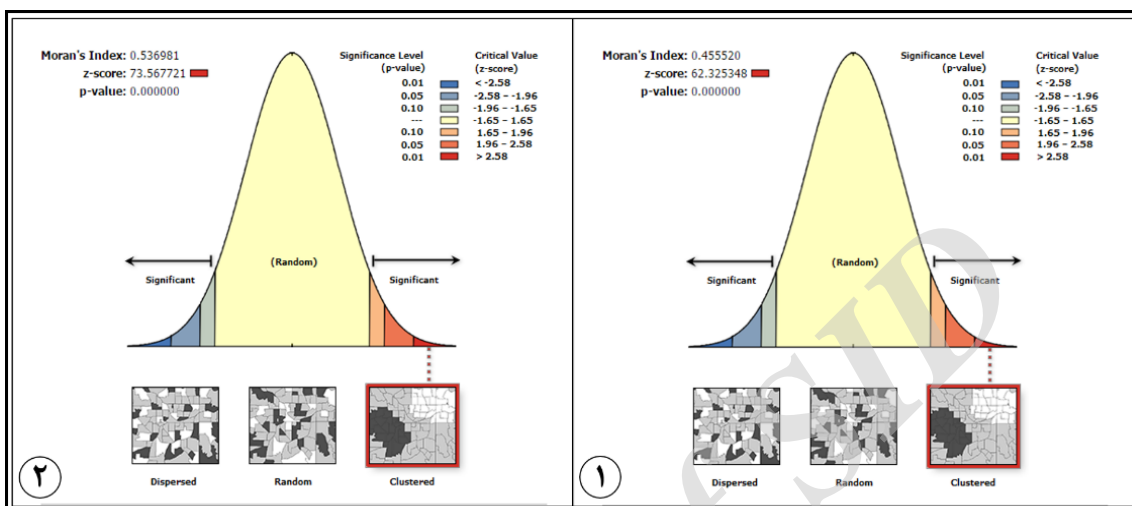 Moran's Index: 0.536981
z-score: 73.567721
p-value: 0.000000
Significance Level
(p-value)
Critical Value
(z-score)
0.01 < -2.58
0.05 -2.58 – -1.96
0.10 -1.96 – -1.65
--- -1.65 – 1.65
0.10 1.65 – 1.96
0.05 1.96 – 2.58
0.01 > 2.58
(Random)
Significant
Significant
Dispersed
Random
Clustered
٢
Moran's Index: 0.455520
z-score: 62.325348
p-value: 0.000000
Significance Level
(p-value)
Critical Value
(z-score)
0.01 < -2.58
0.05 -2.58 – -1.96
0.10 -1.96 – -1.65
--- -1.65 – 1.65
0.10 1.65 – 1.96
0.05 1.96 – 2.58
0.01 > 2.58
(Random)
Significant
Significant
Dispersed
Random
Clustered
١
SID